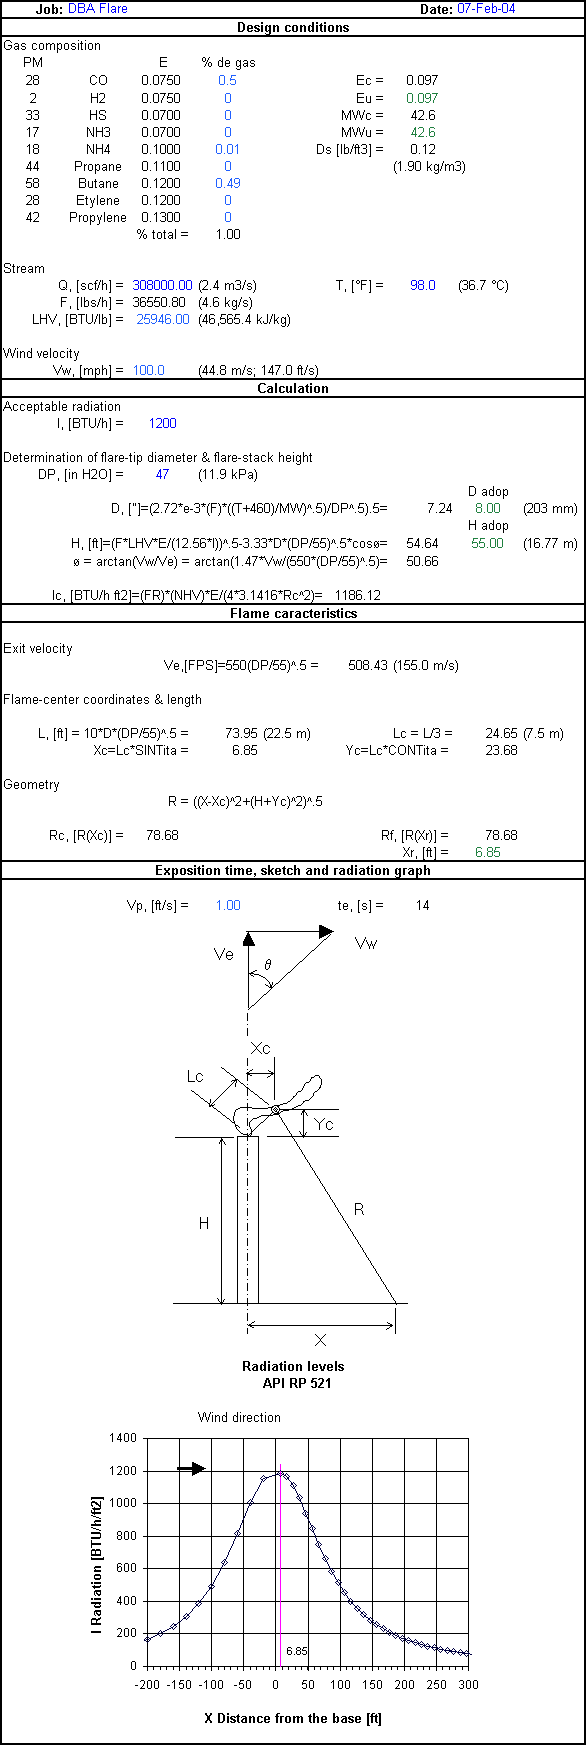 Job: DBA Flare Date: 07-Feb-04
Design conditions
Gas composition
PM E % de gas
28 CO 0.0750 0.5 Ec = 0.097
2 H2 0.0750 0 Eu = 0.097
33 HS 0.0700 0 MWc = 42.6
17 NH3 0.0700 0 MWu = 42.6
18 NH4 0.1000 0.01 Ds [lb/ft3] = 0.12
44 Propane 0.1100 0 (1.90 kg/m3)
58 Butane 0.1200 0.49
28 Etylene 0.1200 0
42 Propylene 0.1300 0
% total = 1.00
Stream
Q, [scf/h] = 308000.00 (2.4 m3/s) T, [°F] = 98.0 (36.7 °C)
F, [lbs/h] = 36550.80 (4.6 kg/s)
LHV, [BTU/lb] = 25946.00 (46,565.4 kJ/kg)
Wind velocity
Vw, [mph] = 100.0 (44.8 m/s; 147.0 ft/s)
Calculation
Acceptable radiation
I, [BTU/h] = 1200
Determination of flare-tip diameter & flare-stack height
DP, [in H2O] = 47 (11.9 kPa)
D adop
D, ["]=(2.72*e-3*(F)*((T+460)/MW)^.5)/DP^.5).5= 7.24 8.00 (203 mm)
H adop
H, [ft]=(F*LHV*E/(12.56*I))^.5-3.33*D*(DP/55)^.5*cosø= 54.64 55.00 (16.77 m)
ø = arctan(Vw/Ve) = arctan(1.47*Vw/(550*(DP/55)^.5)= 50.66
Ic, [BTU/h ft2]=(FR)*(NHV)*E/(4*3.1416*Rc^2)= 1186.12
Flame caracteristics
Exit velocity
Ve,[FPS]=550(DP/55)^.5 = 508.43 (155.0 m/s)
Flame-center coordinates & length
L, [ft] = 10*D*(DP/55)^.5 = 73.95 (22.5 m) Lc = L/3 = 24.65 (7.5 m)
Xc=Lc*SINTita = 6.85 Yc=Lc*CONTita = 23.68
Geometry
R = ((X-Xc)^2+(H+Yc)^2)^.5
Rc, [R(Xc)] = 78.68 Rf, [R(Xr)] = 78.68
Xr, [ft] = 6.85
Exposition time, sketch and radiation graph
Vp, [ft/s] = 1.00 te, [s] = 14
Ve Vw
θ
Xc
Lc
Yc
H R
X
Radiation levels
API RP 521
Wind direction
1400
1200
1000
800
600
400
200
0
I Radiation [BTU/h/ft2]
6.85
-200 -150 -100 -50 0 50 100 150 200 250 300
X Distance from the base [ft]